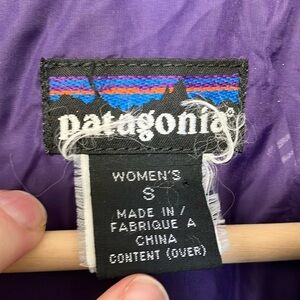 patagonia
WOMEN'S
S
MADE IN /
FABRIQUE A
CHINA
CONTENT (OVER)